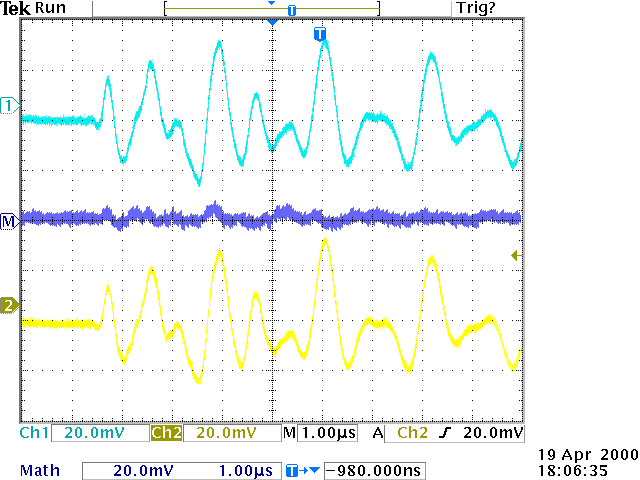 Tek Run Trig?
T
T
1
M
2
Ch1 20.0mV Ch2 20.0mV M 1.00µs A Ch2 20.0mV
Math 20.0mV 1.00µs T -980.000ns
19 Apr 2000
18:06:35